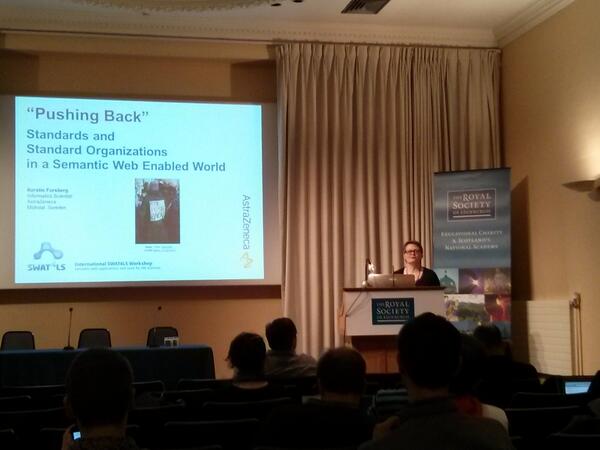 "Pushing Back"
Standards and
Standard Organizations
in a Semantic Web Enabled World
Kerstin Forsberg
Informatics Scientist
AstraZeneca
Mölndal, Sweden
AstraZeneca
SWAT4LS
International SWAT4LS Workshop
THE ROYAL
SOCIETY
OF EDINBURGH
EDUCATIONAL CHARITY
& SCOTLAND'S
NATIONAL ACADEMY
THE ROYAL
SOCIETY
OF EDINBURGH